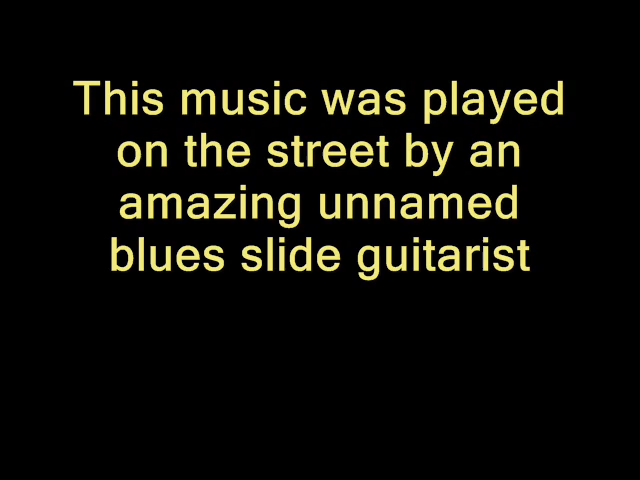 This music was played
on the street by an
amazing unnamed
blues slide guitarist